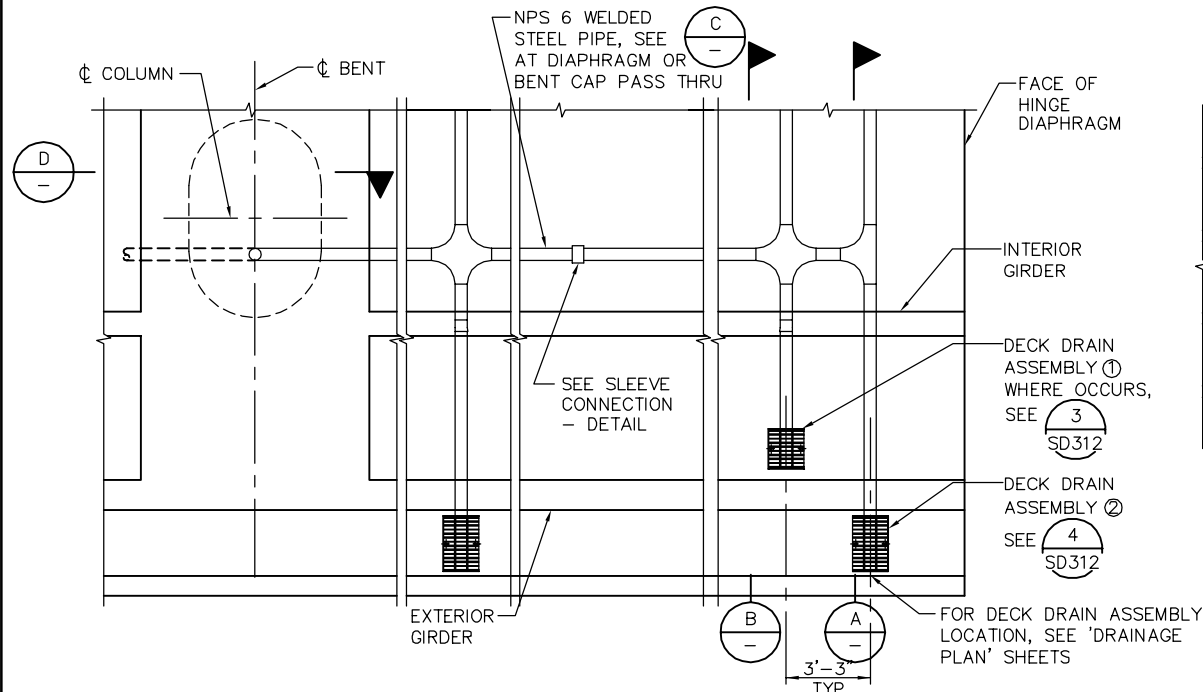 NPS 6 WELDED
STEEL PIPE, SEE
AT DIAPHRAGM OR
BENT CAP PASS THRU
C
–
℄ COLUMN
℄ BENT
FACE OF
HINGE
DIAPHRAGM
D
–
INTERIOR
GIRDER
SEE SLEEVE
CONNECTION
– DETAIL
DECK DRAIN
ASSEMBLY ①
WHERE OCCURS,
SEE 3
SD312
DECK DRAIN
ASSEMBLY ②
SEE 4
SD312
EXTERIOR
GIRDER
B
–
A
–
FOR DECK DRAIN ASSEMBLY
LOCATION, SEE 'DRAINAGE
PLAN' SHEETS
3'–3"
TYP